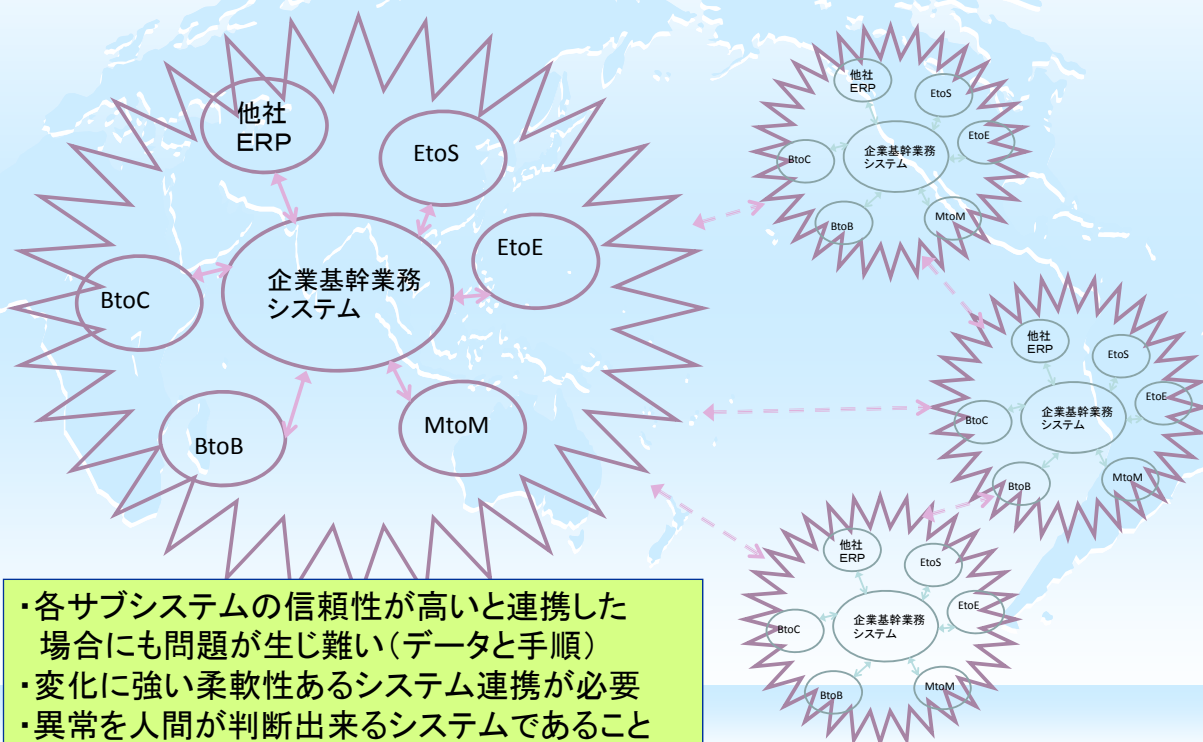 他社
ERP
EtoS
EtoE
企業基幹業務
システム
BtoC
BtoB
MtoM
他社
ERP
EtoS
EtoE
企業基幹業務
システム
BtoC
BtoB
MtoM
他社
ERP
EtoS
EtoE
企業基幹業務
システム
BtoC
BtoB
MtoM
他社
ERP
EtoS
EtoE
企業基幹業務
システム
BtoC
BtoB
MtoM
・各サブシステムの信頼性が高いと連携した
場合にも問題が生じ難い(データと手順)
・変化に強い柔軟性あるシステム連携が必要
・異常を人間が判断出来るシステムであること